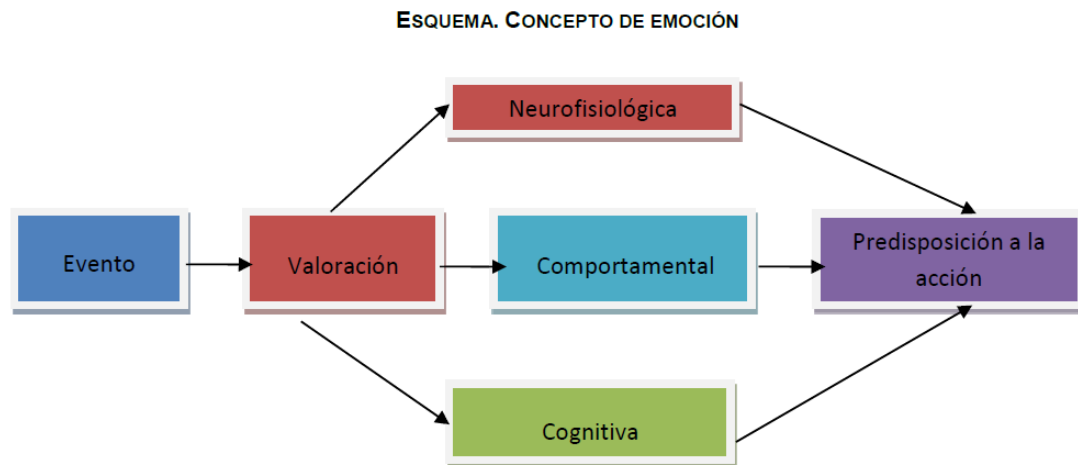 ESQUEMA. CONCEPTO DE EMOCIÓN
Neurofisiológica
Evento
Valoración
Comportamental
Predisposición a la
acción
Cognitiva